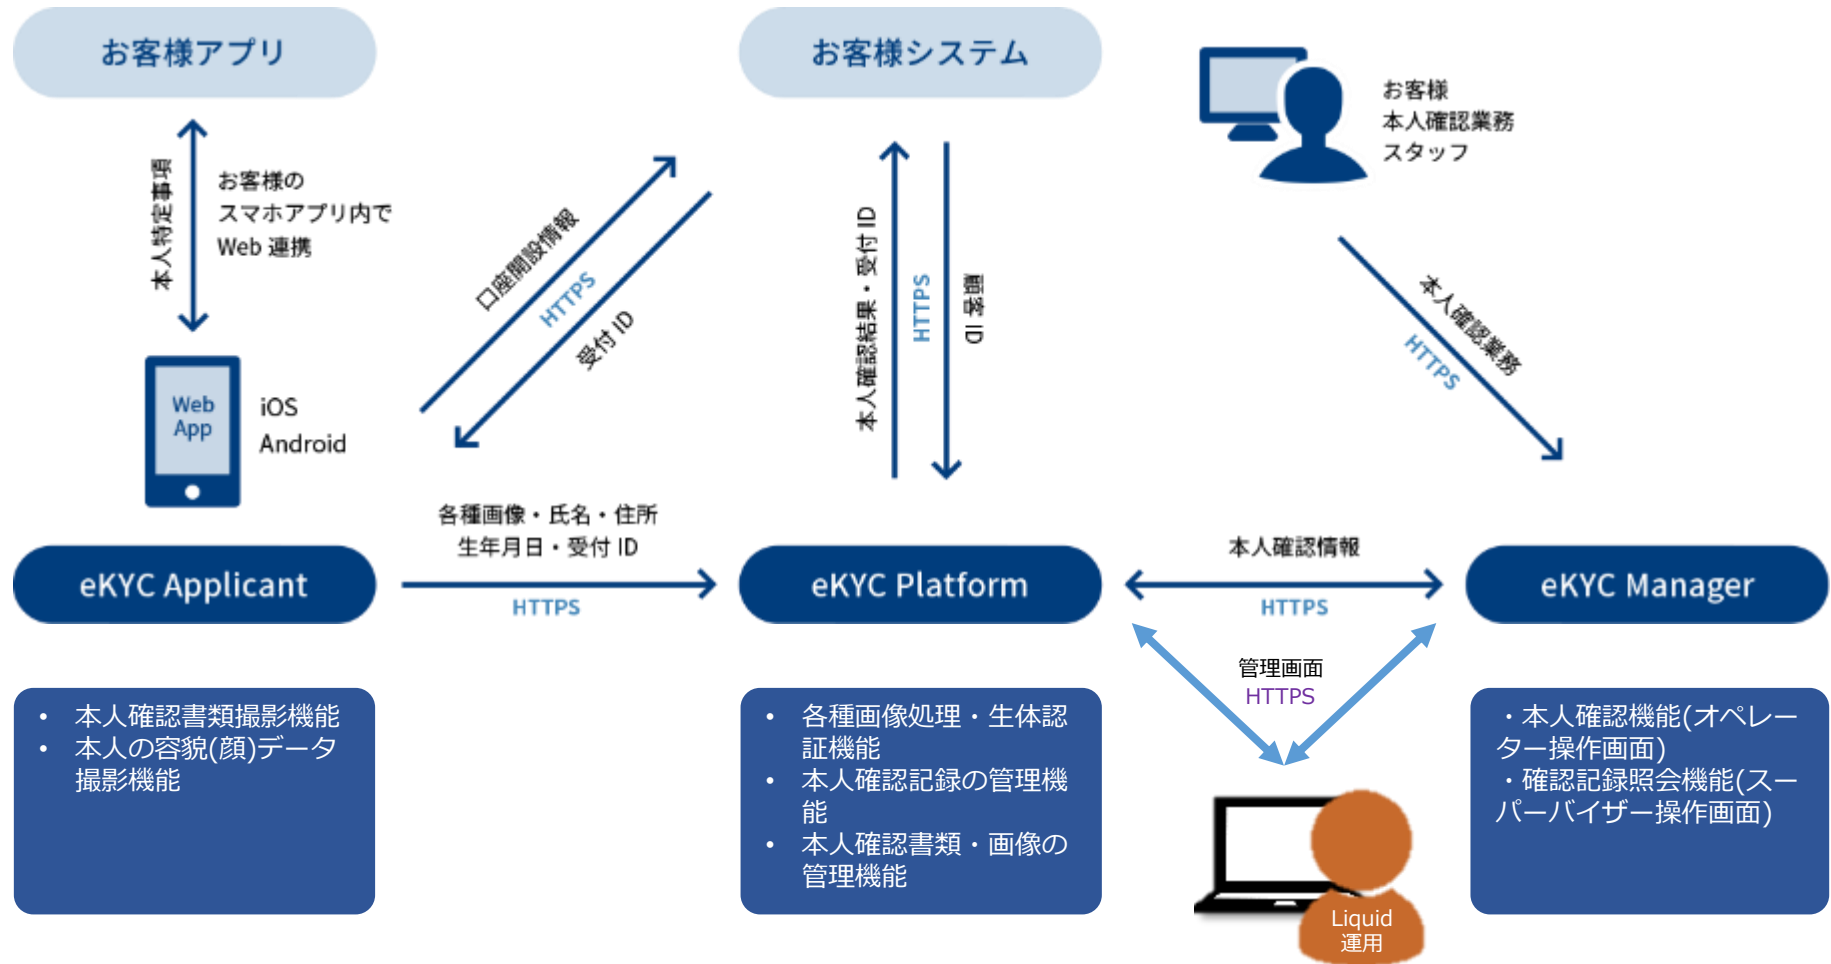 お客様アプリ
お客様システム
お客様
本人確認業務
スタッフ
本人特定事項
お客様の
スマホアプリ内で
Web 連携
口座開設情報
HTTPS
受付 ID
本人確認結果・受付 ID
HTTPS
顧客 ID
本人確認業務
HTTPS
Web
App
iOS
Android
各種画像・氏名・住所
生年月日・受付 ID
HTTPS
本人確認情報
HTTPS
eKYC Applicant
eKYC Platform
eKYC Manager
管理画面
HTTPS
• 本人確認書類撮影機能
• 本人の容貌(顔)データ
撮影機能
• 各種画像処理・生体認
証機能
• 本人確認記録の管理機
能
• 本人確認書類・画像の
管理機能
・本人確認機能(オペレー
ター操作画面)
・確認記録照会機能(スー
パーバイザー操作画面)
Liquid
運用